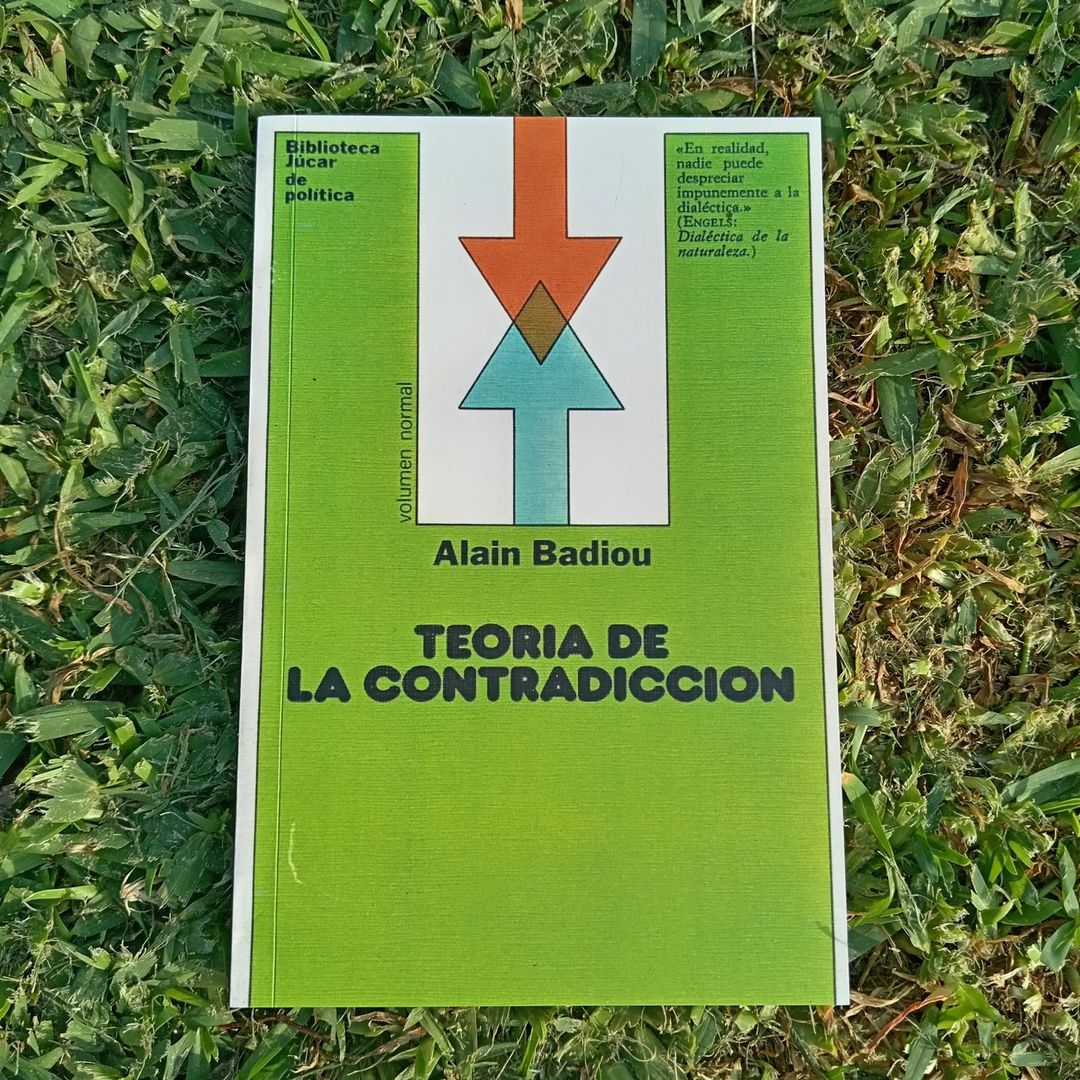 Biblioteca
Júcar
de
política
«En realidad,
nadie puede
despreciar
impunemente a la
dialéctica.»
(ENGELS:
Dialéctica de la
naturaleza.)
volumen normal
Alain Badiou
TEORIA DE
LA CONTRADICCION